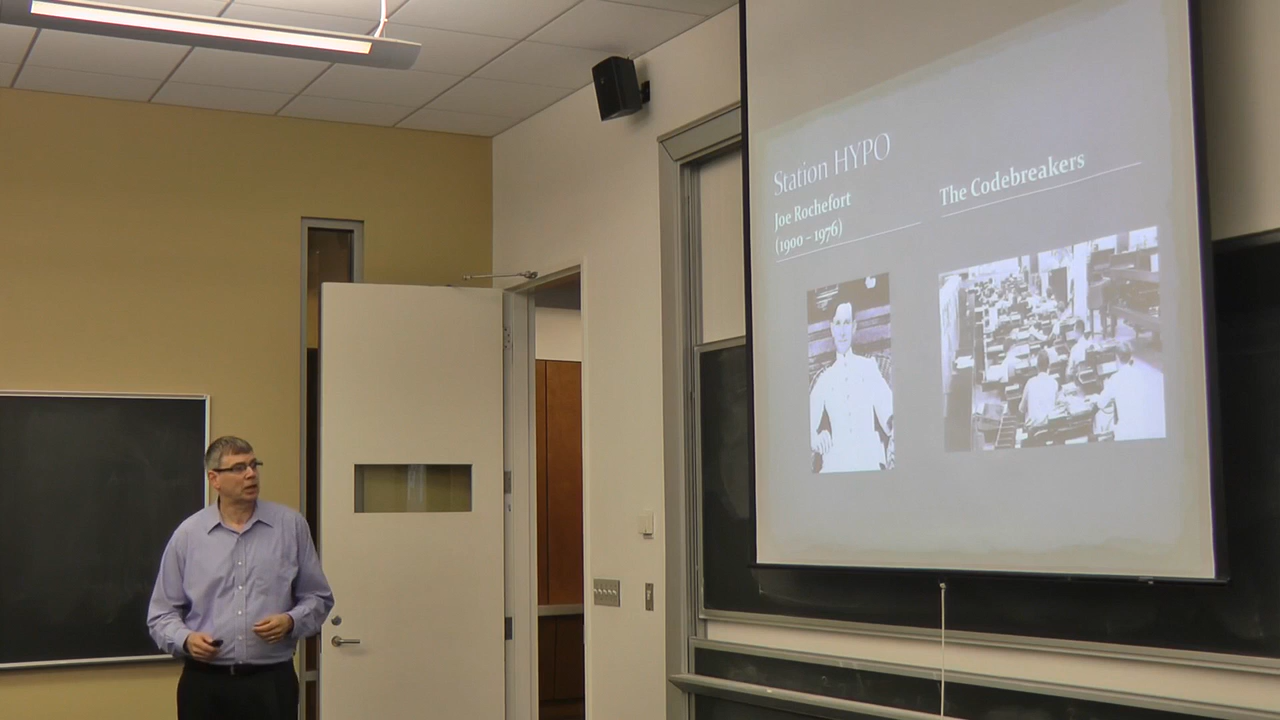 Station HYPO
Joe Rochefort
(1900 – 1976)
The Codebreakers